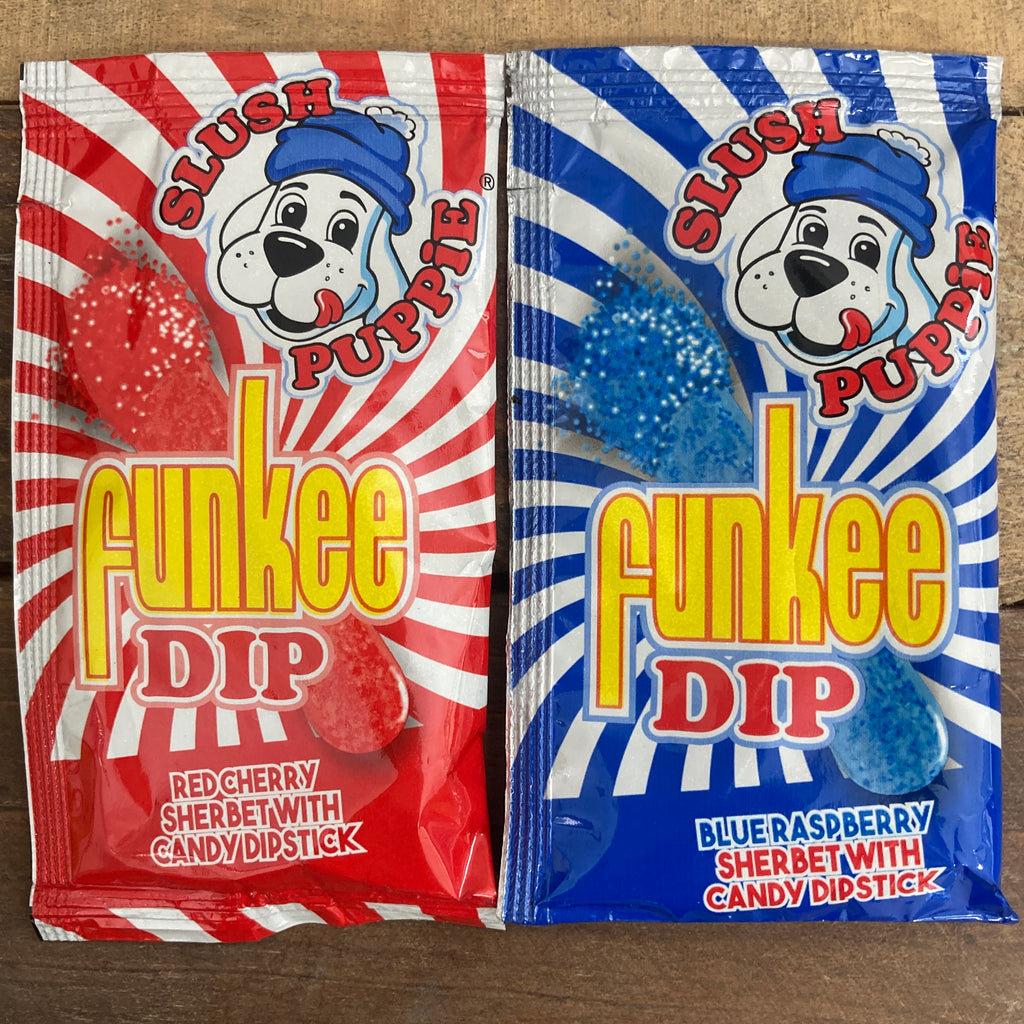 SLUSH
PUPPiE
®
funkee
DIP
RED CHERRY
SHERBET WITH
CANDY DIPSTICK
SLUSH
PUPPiE
funkee
DIP
BLUE RASPBERRY
SHERBET WITH
CANDY DIPSTICK